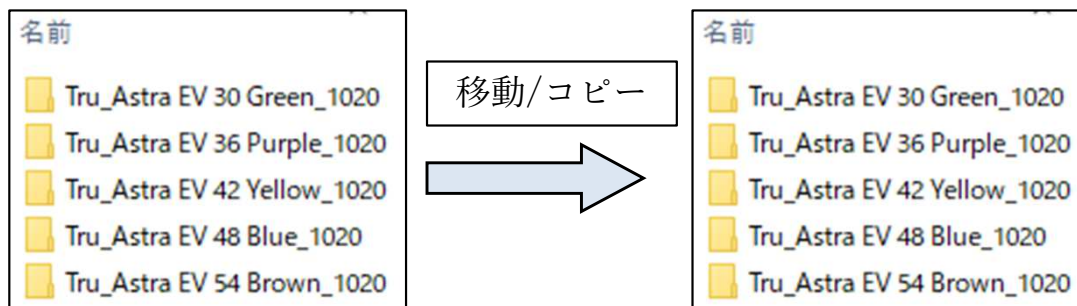 名前
Tru_Astra EV 30 Green_1020
Tru_Astra EV 36 Purple_1020
Tru_Astra EV 42 Yellow_1020
Tru_Astra EV 48 Blue_1020
Tru_Astra EV 54 Brown_1020
移動/コピー
名前
Tru_Astra EV 30 Green_1020
Tru_Astra EV 36 Purple_1020
Tru_Astra EV 42 Yellow_1020
Tru_Astra EV 48 Blue_1020
Tru_Astra EV 54 Brown_1020